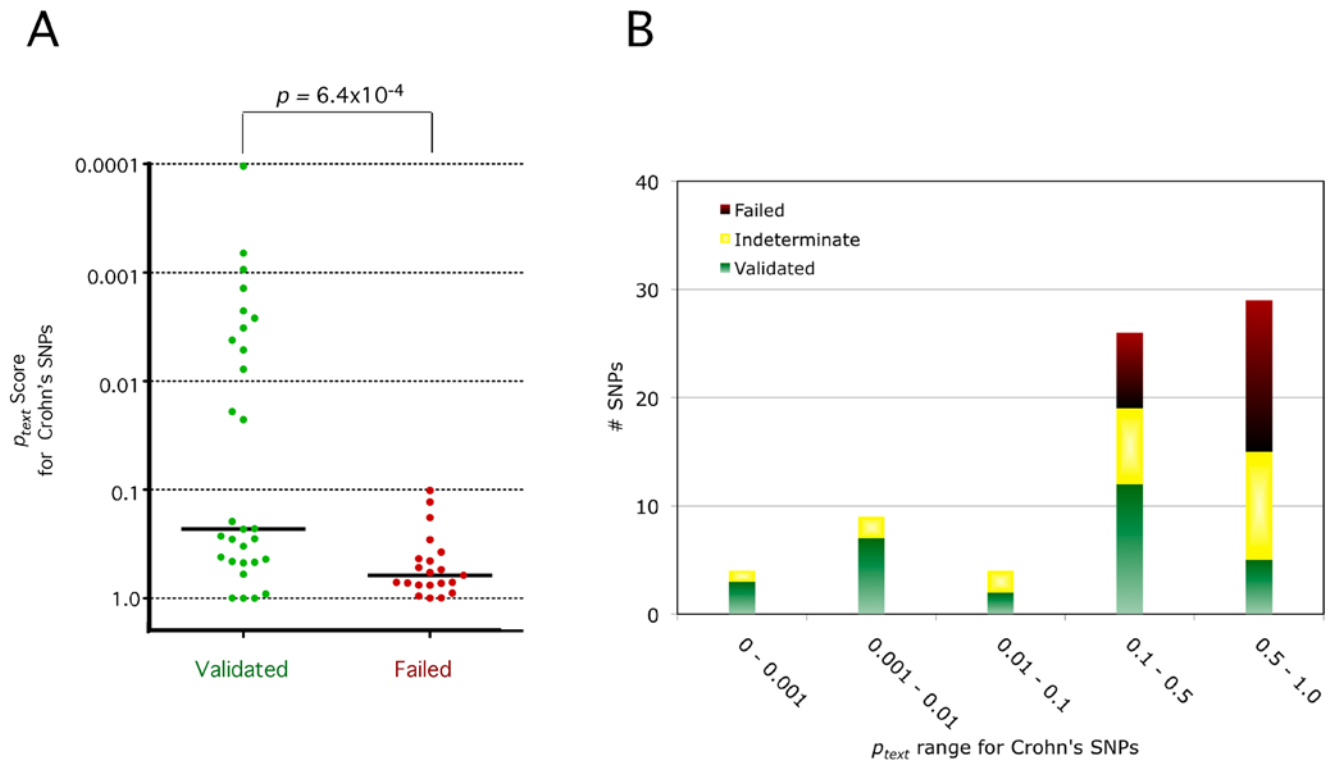 A
p = 6.4x10-4
0.0001
0.001
0.01
0.1
1.0
ptext Score
for Crohn's SNPs
Validated
Failed
B
40
30
20
10
0
# SNPs
Failed
Indeterminate
Validated
0 - 0.001
0.001 - 0.01
0.01 - 0.1
0.1 - 0.5
0.5 - 1.0
ptext range for Crohn's SNPs